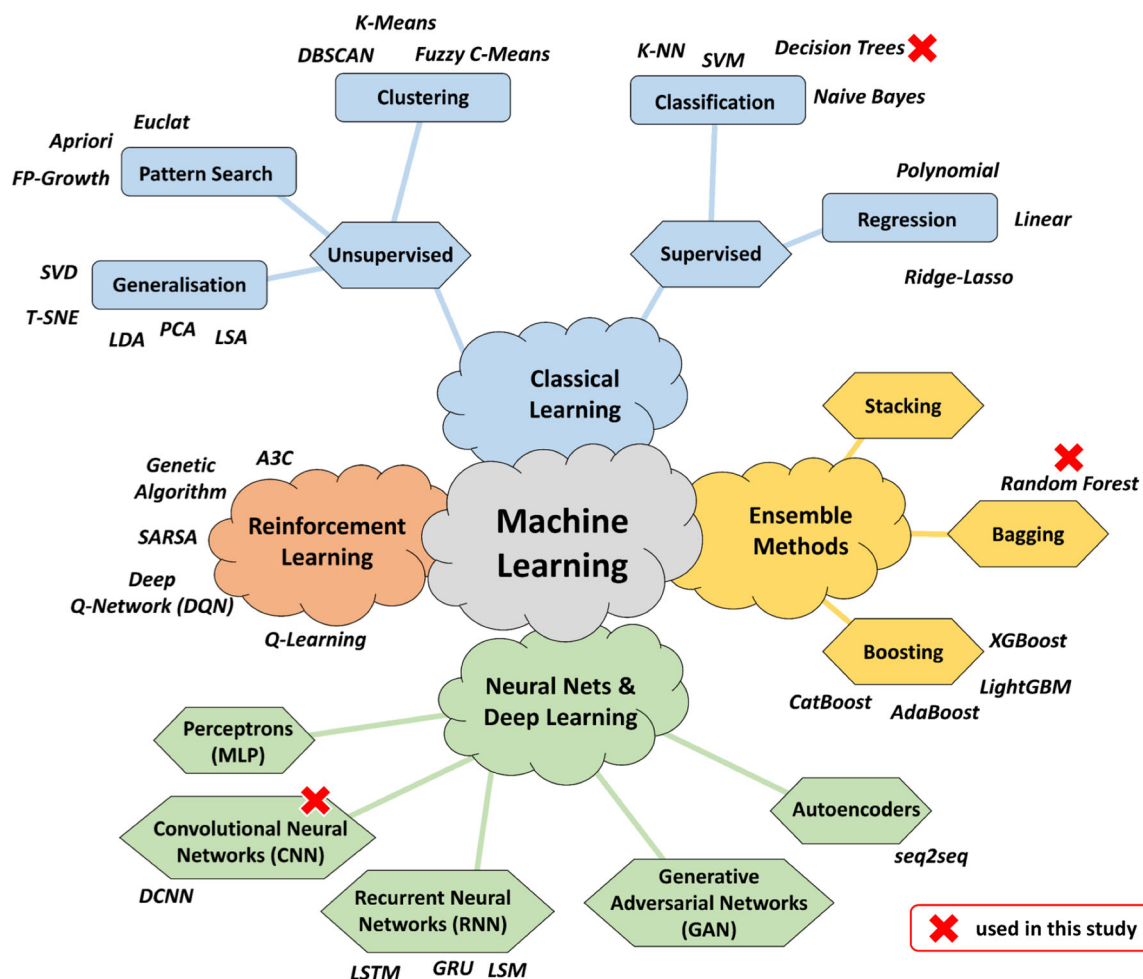 K-Means
DBSCAN
Fuzzy C-Means
Clustering
K-NN
SVM
Decision Trees
Classification
Naive Bayes
Euclat
Apriori
Pattern Search
FP-Growth
Polynomial
Regression
Linear
Ridge-Lasso
Unsupervised
Supervised
SVD
Generalisation
T-SNE
LDA
PCA
LSA
Classical
Learning
Stacking
Genetic
Algorithm
A3C
SARSA
Deep
Q-Network (DQN)
Q-Learning
Reinforcement
Learning
Machine
Learning
Ensemble
Methods
Random Forest
Bagging
Boosting
XGBoost
LightGBM
CatBoost
AdaBoost
Neural Nets &
Deep Learning
Perceptrons
(MLP)
Convolutional Neural
Networks (CNN)
DCNN
Recurrent Neural
Networks (RNN)
LSTM
GRU
LSM
Generative
Adversarial Networks
(GAN)
Autoencoders
seq2seq
used in this study